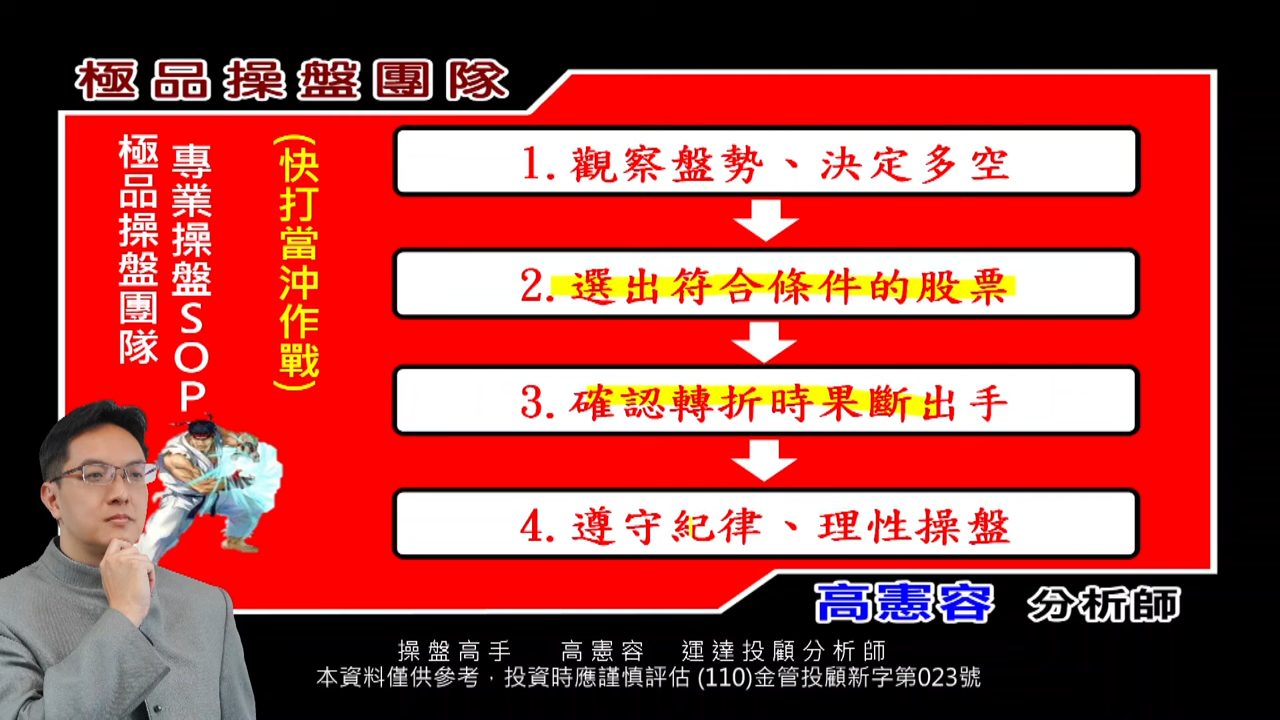 極品操盤團隊
極品操盤團隊
專業操盤SOP
(快打當沖作戰)
1.觀察盤勢、決定多空
2.選出符合條件的股票
3.確認轉折時果斷出手
4.遵守紀律、理性操盤
高憲容 分析師
操盤高手 高憲容 運達投顧分析師
本資料僅供參考，投資時應謹慎評估 (110)金管投顧新字第023號